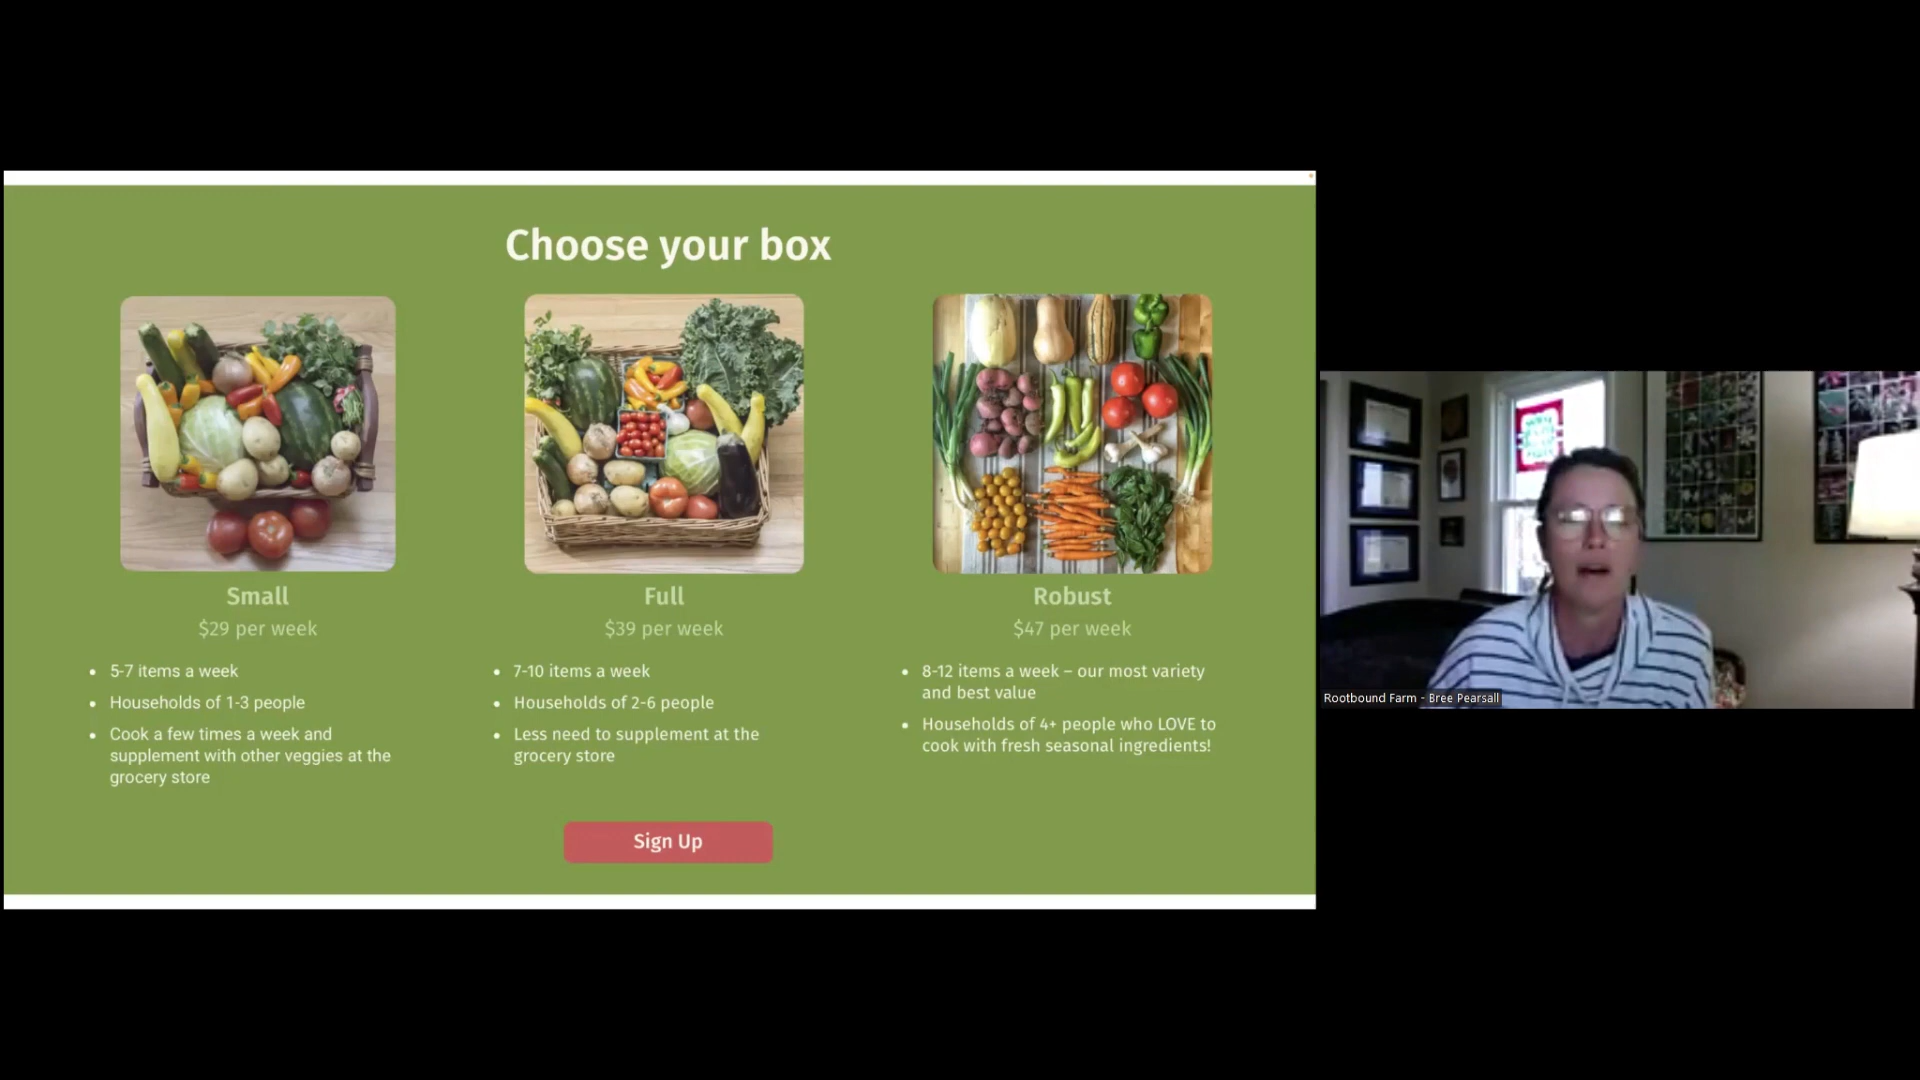 Choose your box
Small
$29 per week
• 5-7 items a week
• Households of 1-3 people
• Cook a few times a week and
supplement with other veggies at the
grocery store
Full
$39 per week
• 7-10 items a week
• Households of 2-6 people
• Less need to supplement at the
grocery store
Robust
$47 per week
• 8-12 items a week – our most variety
and best value
• Households of 4+ people who LOVE to
cook with fresh seasonal ingredients!
Sign Up
Rootbound Farm - Bree Pearsall